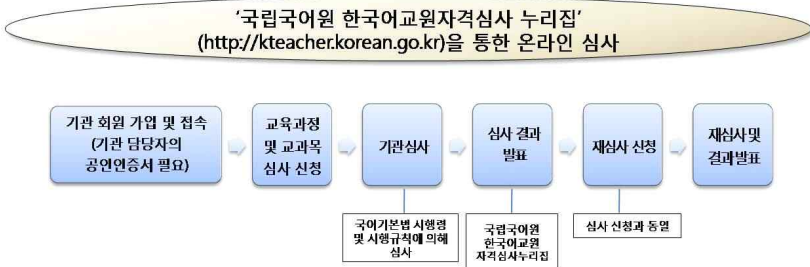 '국립국어원 한국어교원자격심사 누리집'
(http://kteacher.korean.go.kr)을 통한 온라인 심사
기관 회원 가입 및 접속
(기관 담당자의
공인인증서 필요)
교육과정
및 교과목
심사 신청
기관심사
심사 결과
발표
재심사 신청
재심사 및
결과발표
국어기본법 시행령
및 시행규칙에 의해
심사
국립국어원
한국어교원
자격심사누리집
심사 신청과 동열